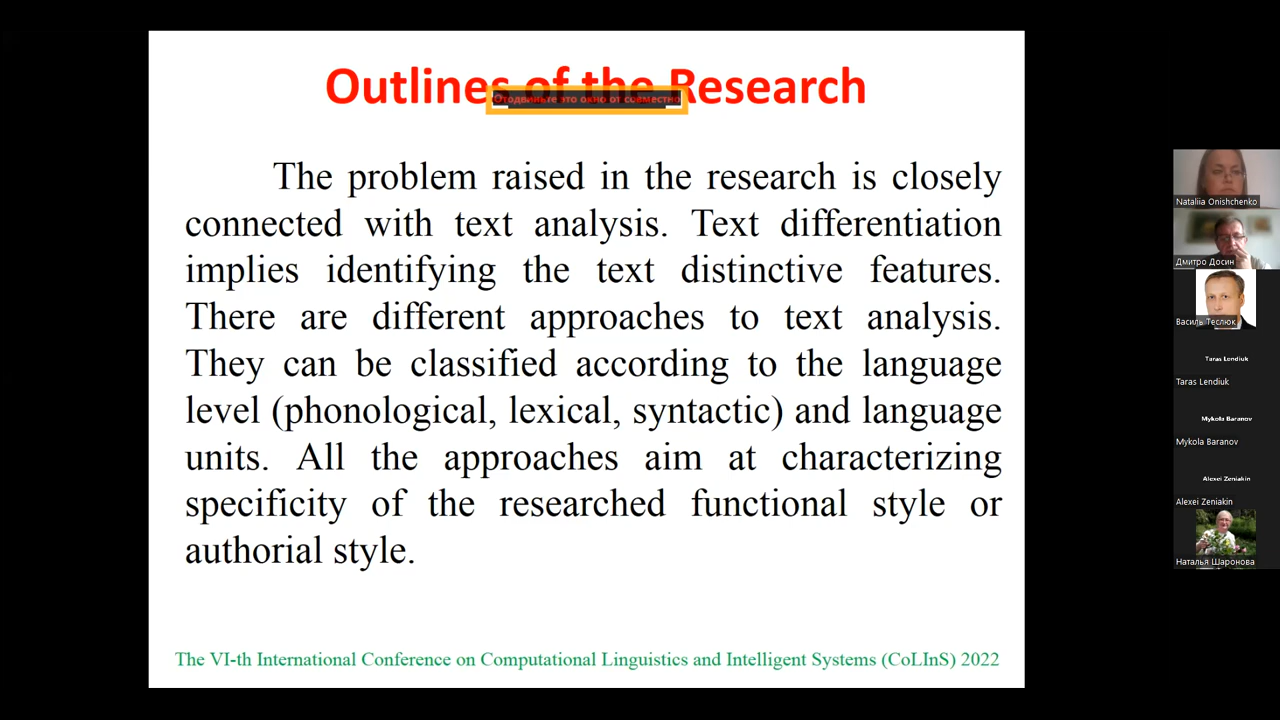 Outlines of the Research
Отодвиньте это окно от совместно
The problem raised in the research is closely
connected with text analysis. Text differentiation
implies identifying the text distinctive features.
There are different approaches to text analysis.
They can be classified according to the language
level (phonological, lexical, syntactic) and language
units. All the approaches aim at characterizing
specificity of the researched functional style or
authorial style.
The VI-th International Conference on Computational Linguistics and Intelligent Systems (CoLInS) 2022
Nataliia Onishchenko
Дмитро Досин
Василь Теслюк
Taras Lendiuk
Taras Lendiuk
Mykola Baranov
Mykola Baranov
Alexei Zeniakin
Alexei Zeniakin
Наталья Шаронова